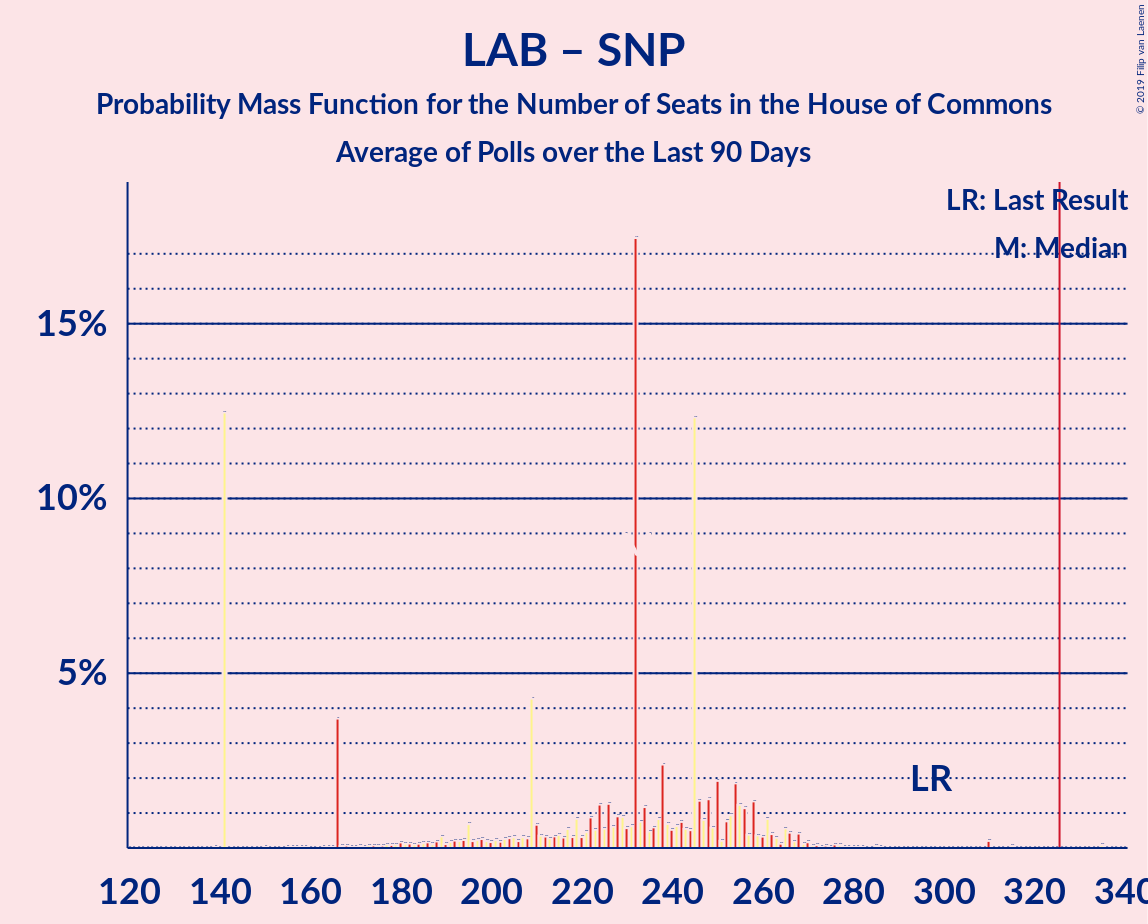 LAB – SNP
Probability Mass Function for the Number of Seats in the House of Commons
Average of Polls over the Last 90 Days
© 2019 Filip van Laenen
LR: Last Result
M: Median
15%
10%
5%
LR
120 140 160 180 200 220 240 260 280 300 320 340